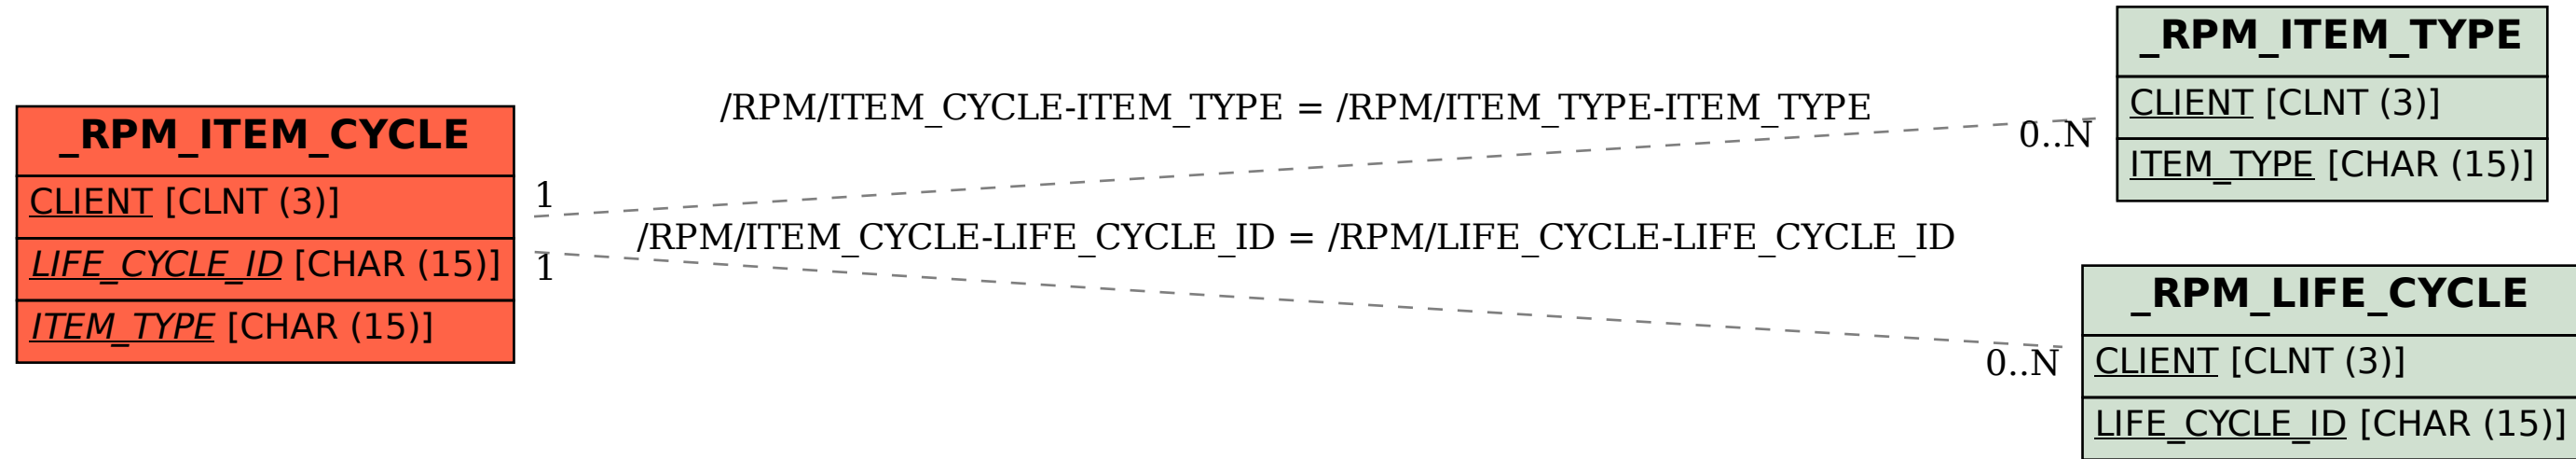 _RPM_ITEM_CYCLE
CLIENT [CLNT (3)]
LIFE_CYCLE_ID [CHAR (15)]
ITEM_TYPE [CHAR (15)]
/RPM/ITEM_CYCLE-ITEM_TYPE = /RPM/ITEM_TYPE-ITEM_TYPE
1
0..N
/RPM/ITEM_CYCLE-LIFE_CYCLE_ID = /RPM/LIFE_CYCLE-LIFE_CYCLE_ID
1
0..N
_RPM_ITEM_TYPE
CLIENT [CLNT (3)]
ITEM_TYPE [CHAR (15)]
_RPM_LIFE_CYCLE
CLIENT [CLNT (3)]
LIFE_CYCLE_ID [CHAR (15)]